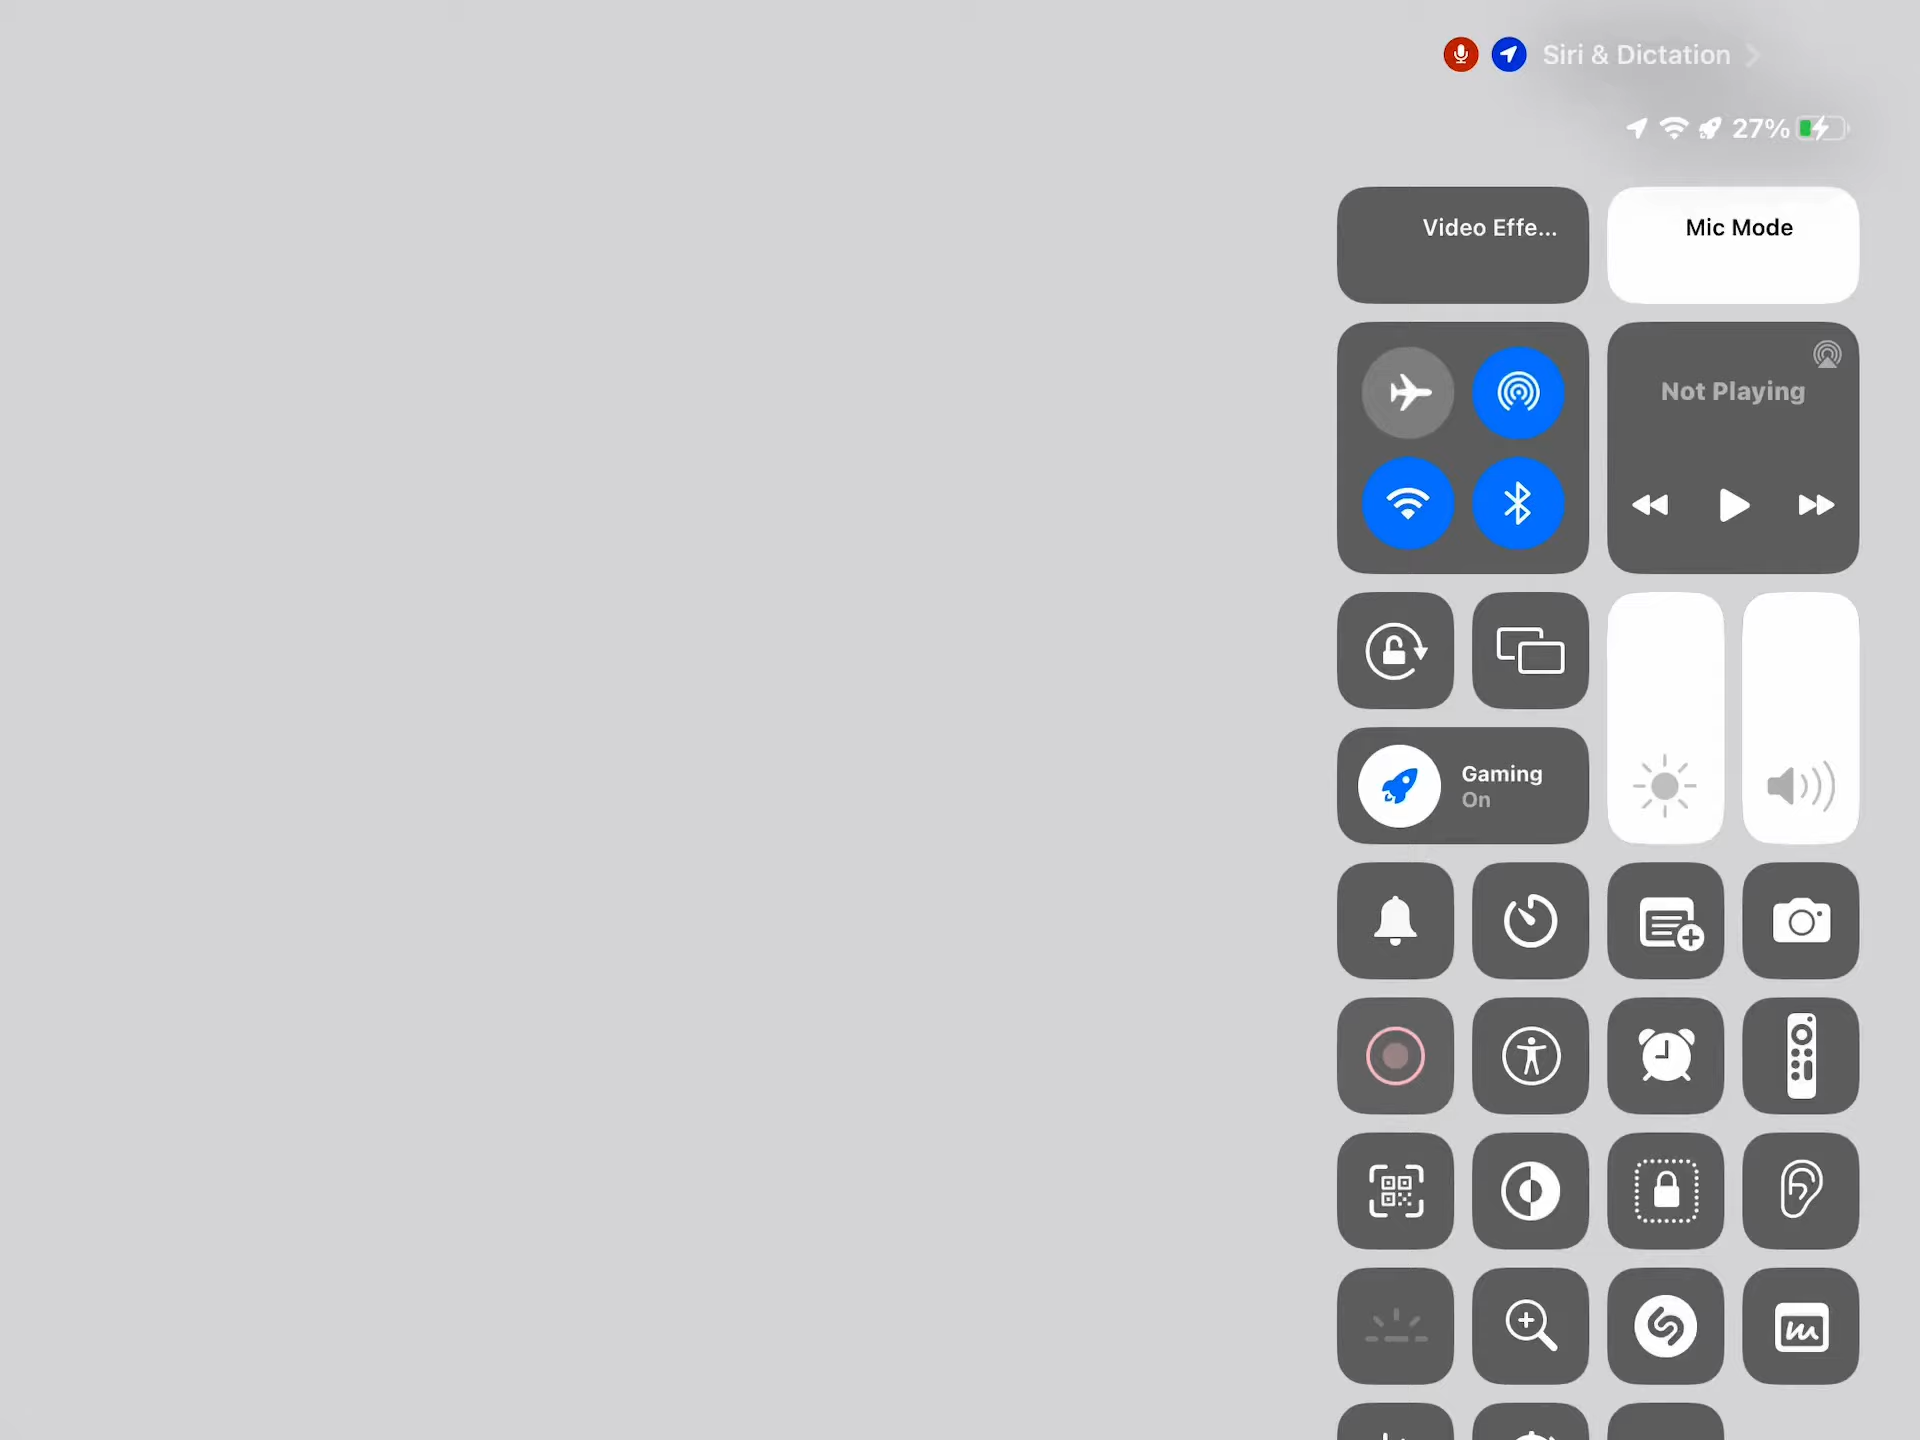 Siri & Dictation
27%
Video Effe...
Mic Mode
Not Playing
Gaming
On